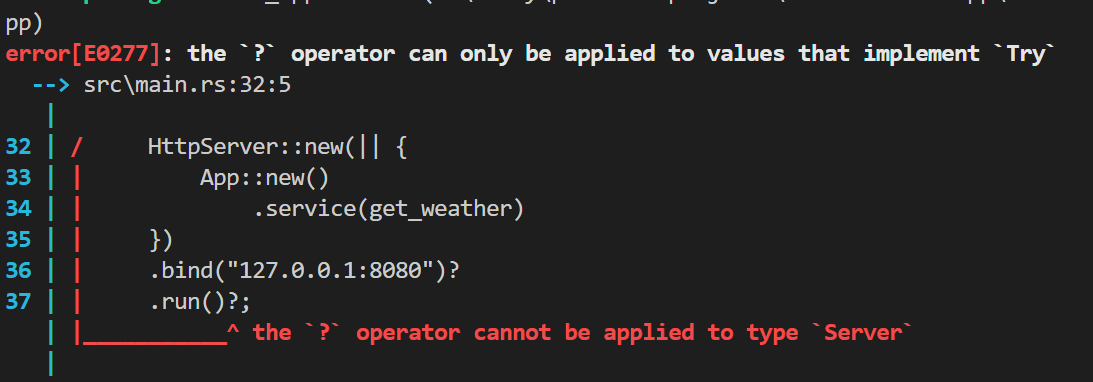 pp)
error[E0277]: the `?` operator can only be applied to values that implement `Try`
  --> src\main.rs:32:5
   |
32 | /     HttpServer::new(|| {
33 | |         App::new()
34 | |             .service(get_weather)
35 | |     })
36 | |     .bind("127.0.0.1:8080")?
37 | |     .run()?;
   | |___________^ the `?` operator cannot be applied to type `Server`
   |